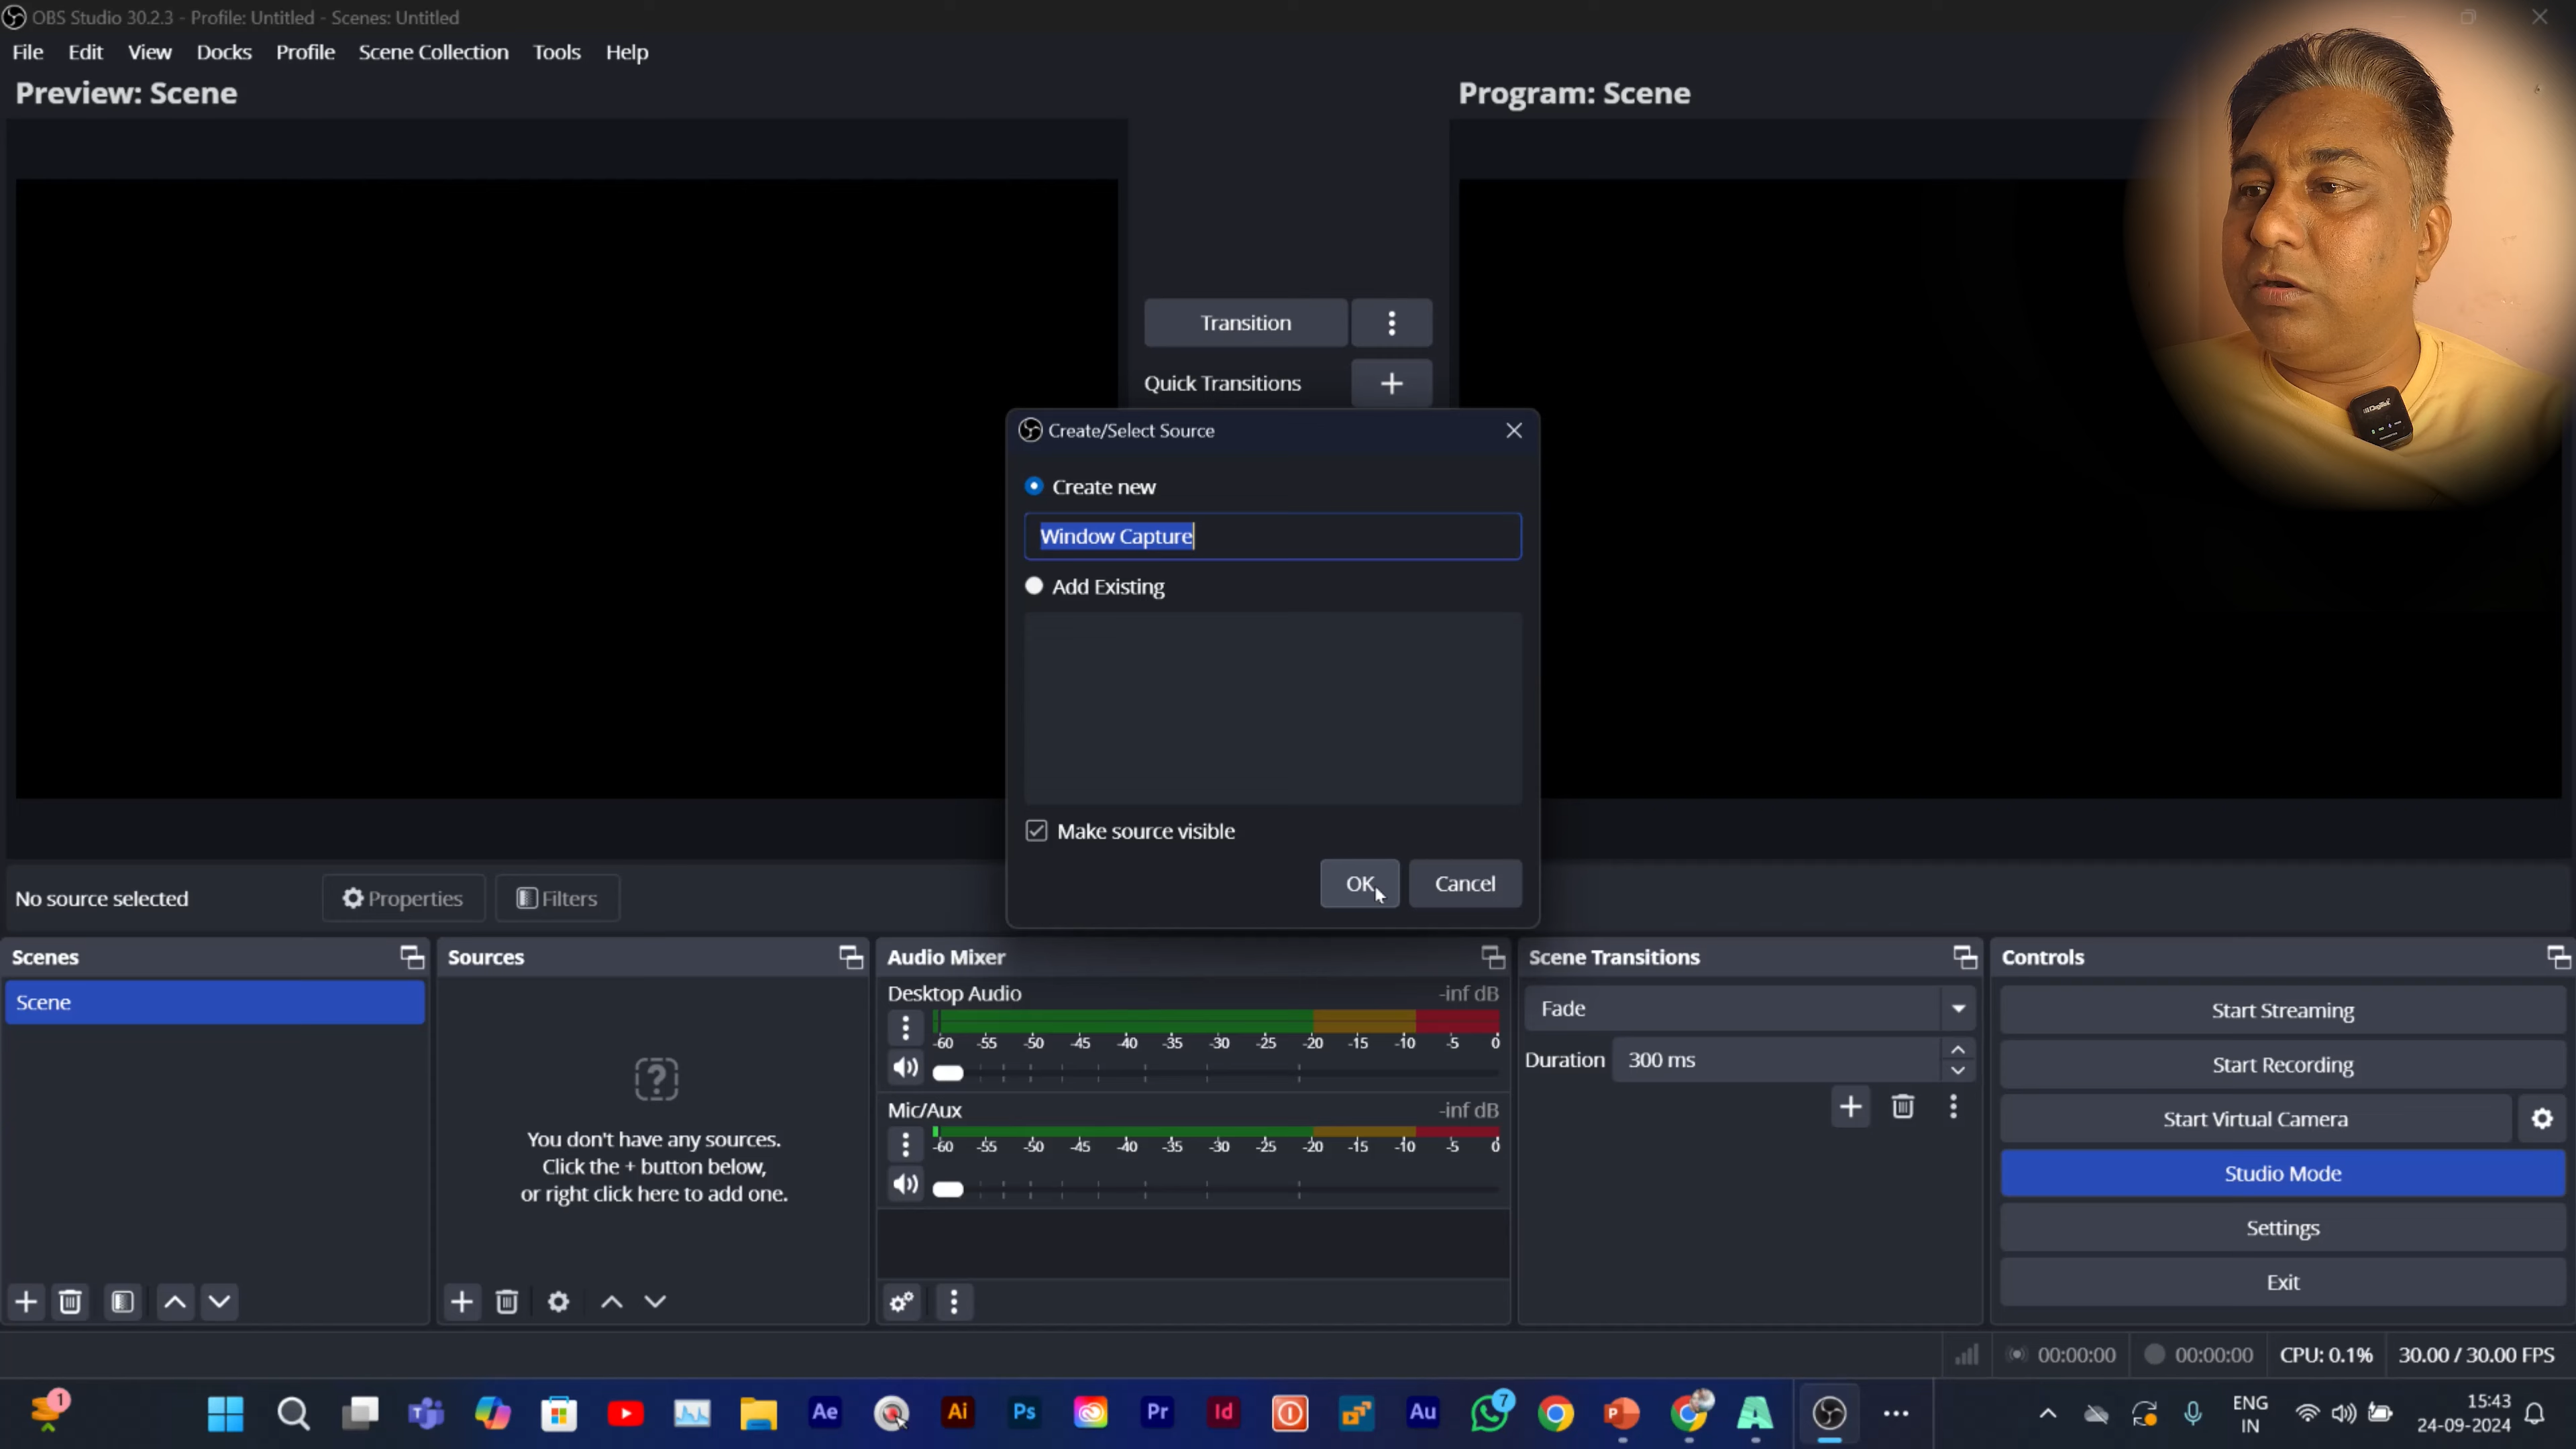 OBS Studio 30.2.3 - Profile: Untitled - Scenes: Untitled
File Edit View Docks Profile Scene Collection Tools Help
Preview: Scene
Program: Scene
Transition
Quick Transitions
Create/Select Source
Create new
Window Capture
Add Existing
Make source visible
OK Cancel
No source selected Properties Filters
Scenes
Scene
Sources
You don't have any sources.
Click the + button below,
or right click here to add one.
Audio Mixer
Desktop Audio -inf dB
-60 -55 -50 -45 -40 -35 -30 -25 -20 -15 -10 -5 0
Mic/Aux -inf dB
-60 -55 -50 -45 -40 -35 -30 -25 -20 -15 -10 -5 0
Scene Transitions
Fade
Duration 300 ms
Controls
Start Streaming
Start Recording
Start Virtual Camera
Studio Mode
Settings
Exit
00:00:00 00:00:00 CPU: 0.1% 30.00 / 30.00 FPS
1 Ae Ai Ps Pr Id Au 7
ENG
IN
15:43
24-09-2024